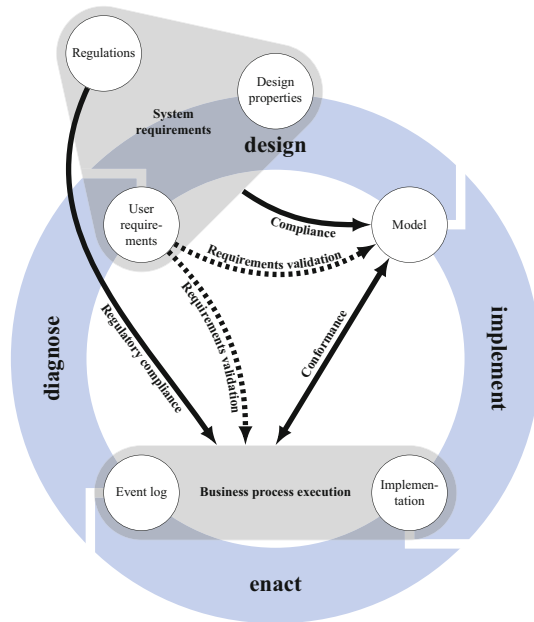 Regulations
Design
properties
System
requirements
design
User
require-
ments
Model
Compliance
Requirements validation
Requirements validation
Regulatory compliance
Conformance
diagnose
implement
Event log
Business process execution
Implemen-
tation
enact